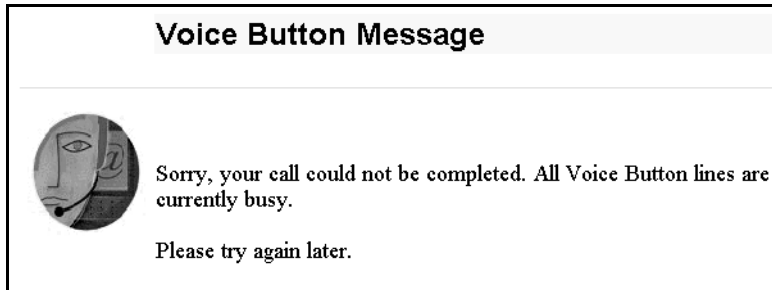 Voice Button Message
@
Sorry, your call could not be completed. All Voice Button lines are
currently busy.
Please try again later.